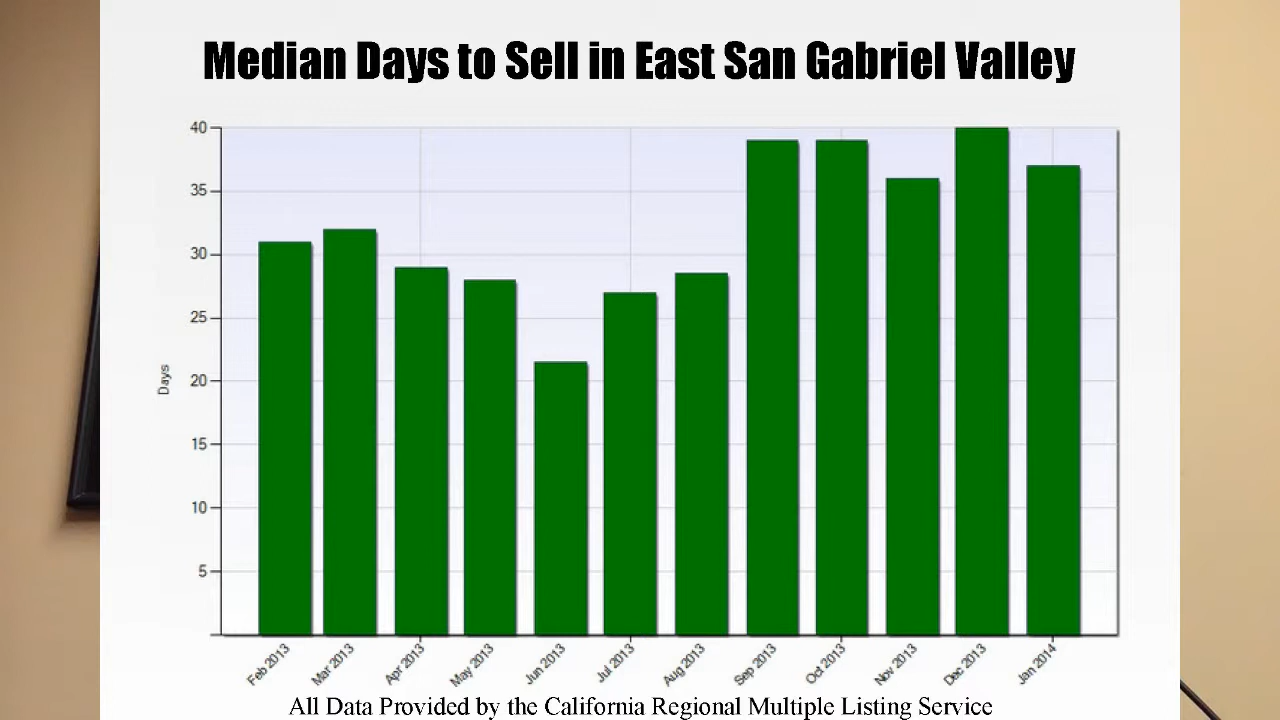 Median Days to Sell in East San Gabriel Valley
40
35
30
25
20
15
10
5
Days
Feb 2013
Mar 2013
Apr 2013
May 2013
Jun 2013
Jul 2013
Aug 2013
Sep 2013
Oct 2013
Nov 2013
Dec 2013
Jan 2014
All Data Provided by the California Regional Multiple Listing Service